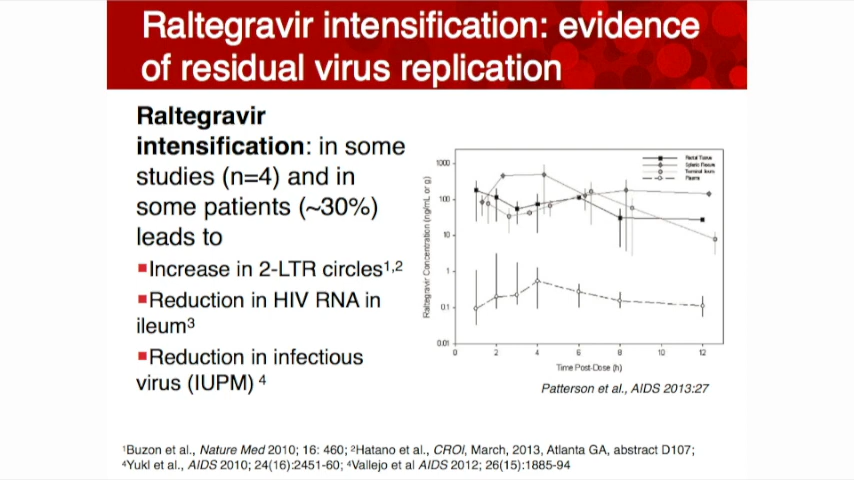 Raltegravir intensification: evidence
of residual virus replication
Raltegravir
intensification: in some
studies (n=4) and in
some patients (~30%)
leads to
Increase in 2-LTR circles1,2
Reduction in HIV RNA in
ileum3
Reduction in infectious
virus (IUPM) 4
Raltegravir Concentration (ng/mL or g)
1000
100
10
1
0.1
0.01
0 2 4 6 8 10 12
Time Post-Dose (h)
Rectal Tissue
Splenic Flexure
Terminal Ileum
Plasma
Patterson et al., AIDS 2013:27
1Buzon et al., Nature Med 2010; 16: 460; 2Hatano et al., CROI, March, 2013, Atlanta GA, abstract D107;
4Yukl et al., AIDS 2010; 24(16):2451-60; 4Vallejo et al AIDS 2012; 26(15):1885-94